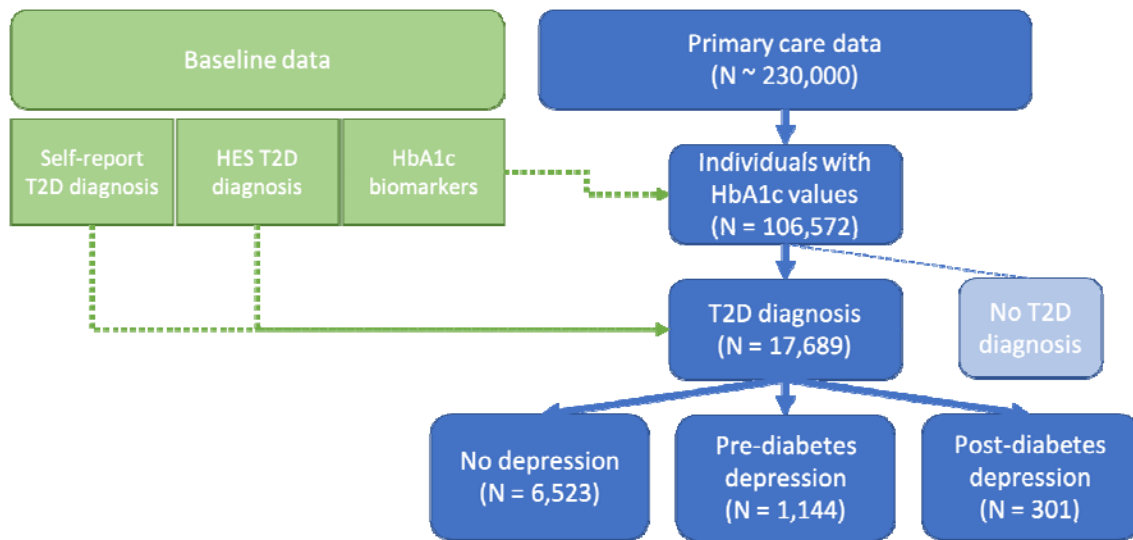 Baseline data
Primary care data
(N ~ 230,000)
Self-report
T2D diagnosis
HES T2D
diagnosis
HbA1c
biomarkers
Individuals with
HbA1c values
(N = 106,572)
T2D diagnosis
(N = 17,689)
No T2D
diagnosis
No depression
(N = 6,523)
Pre-diabetes
depression
(N = 1,144)
Post-diabetes
depression
(N = 301)